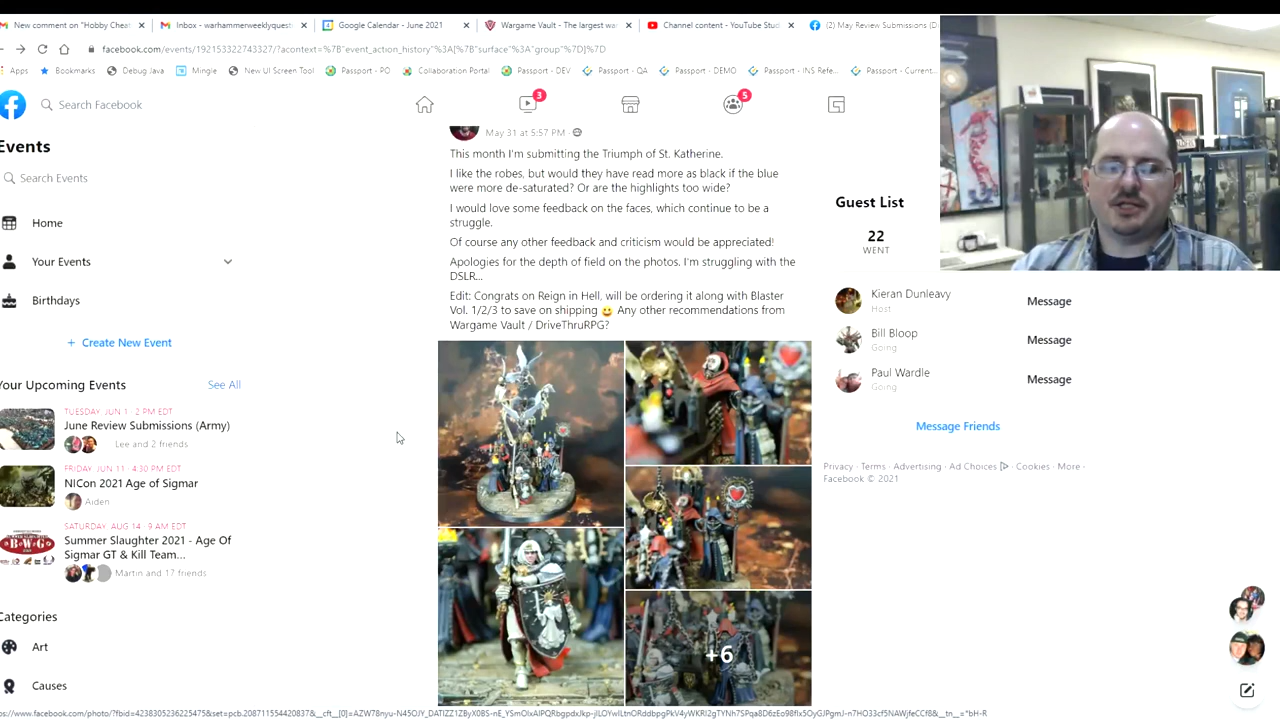 New comment on "Hobby Cheat
Inbox - warhammerweeklyquest
Google Calendar - June 2021
Wargame Vault - The largest wa
Channel content - YouTube Stud
(2) May Review Submissions (D
facebook.com/events/192153322743327/?acontext=%7B"event_action_history"%3A[%7B"surface"%3A"group"%7D]%7D
Apps
Bookmarks
Debug Java
Mingle
New UI Screen Tool
Passport - PO
Collaboration Portal
Passport - DEV
Passport - QA
Passport - DEMO
Passport - INS Refe...
Passport - Current...
Search Facebook
3
5
Events
Search Events
Home
Your Events
Birthdays
+ Create New Event
Your Upcoming Events
See All
TUESDAY, JUN 1 · 2 PM EDT
June Review Submissions (Army)
Lee and 2 friends
FRIDAY, JUN 11 · 4:30 PM EDT
NICon 2021 Age of Sigmar
Aiden
SATURDAY, AUG 14 · 9 AM EDT
Summer Slaughter 2021 - Age Of
Sigmar GT & Kill Team...
Martin and 17 friends
Categories
Art
Causes
May 31 at 5:57 PM ·
This month I'm submitting the Triumph of St. Katherine.
I like the robes, but would they have read more as black if the blue
were more de-saturated? Or are the highlights too wide?
I would love some feedback on the faces, which continue to be a
struggle.
Of course any other feedback and criticism would be appreciated!
Apologies for the depth of field on the photos. I'm struggling with the
DSLR...
Edit: Congrats on Reign in Hell, will be ordering it along with Blaster
Vol. 1/2/3 to save on shipping 😀 Any other recommendations from
Wargame Vault / DriveThruRPG?
+6
Guest List
22
WENT
Kieran Dunleavy
Host
Message
Bill Bloop
Going
Message
Paul Wardle
Going
Message
Message Friends
Privacy · Terms · Advertising · Ad Choices · Cookies · More ·
Facebook © 2021